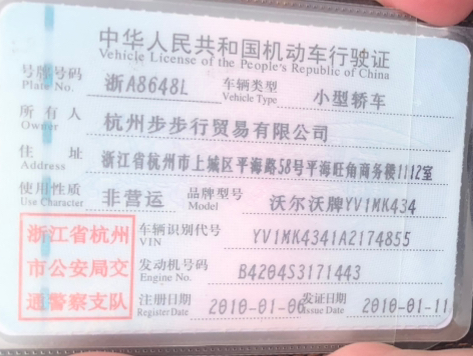 中华人民共和国机动车行驶证
Vehicle License of the People's Republic of China
号牌号码 浙A8648L 车辆类型 小型轿车
Plate No. Vehicle Type
所有人 杭州步步行贸易有限公司
Owner
住址 浙江省杭州市上城区平海路58号平海旺角商务楼1112室
Address
使用性质 非营运 品牌型号 沃尔沃牌YV1MK434
Use Character Model
浙江省杭州
市公安局交
通警察支队
车辆识别代号 YV1MK4341A2174855
VIN
发动机号码 B4204S3171443
Engine No.
注册日期 2010-01-06 发证日期 2010-01-11
Register Date Issue Date